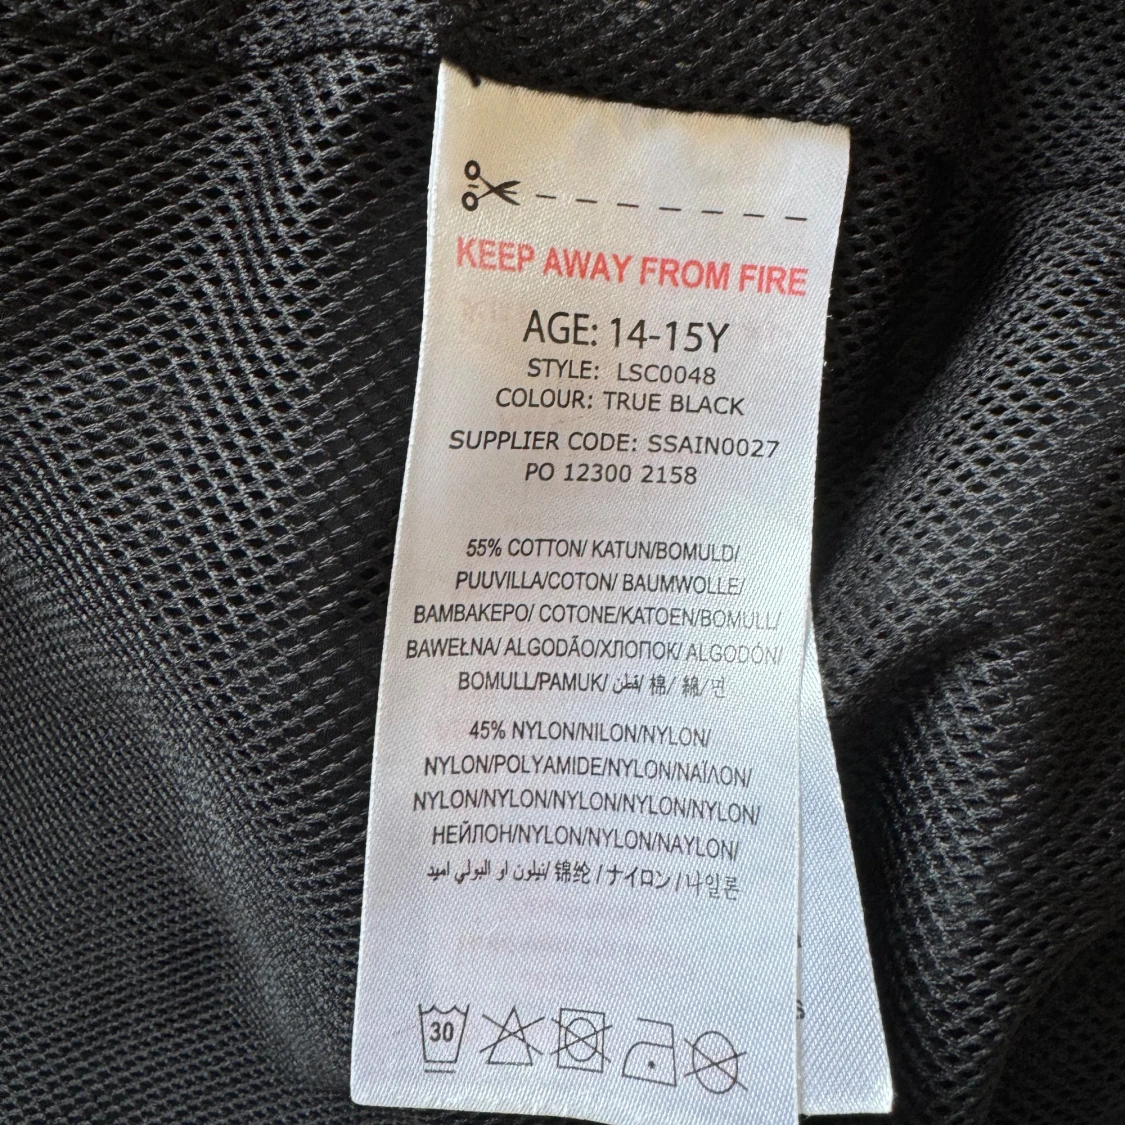 KEEP AWAY FROM FIRE
AGE: 14-15Y
STYLE: LSC0048
COLOUR: TRUE BLACK
SUPPLIER CODE: SSAIN0027
PO 12300 2158
55% COTTON/ KATUN/BOMULD/
PUUVILLA/COTON/ BAUMWOLLE/
BAMBAKEPO/ COTONE/KATOEN/BOMULL/
BAWEŁNA/ ALGODÃO/ХЛОПОК/ ALGODÓN/
BOMULL/PAMUK/ قطن/ 棉/ 綿/면
45% NYLON/NILON/NYLON/
NYLON/POLYAMIDE/NYLON/ΝΑΪΛΟΝ/
NYLON/NYLON/NYLON/NYLON/NYLON/
НЕЙЛОН/NYLON/NYLON/NAYLON/
نيلون او البولي اميد/ 锦纶 / ナイロン / 나일론
30